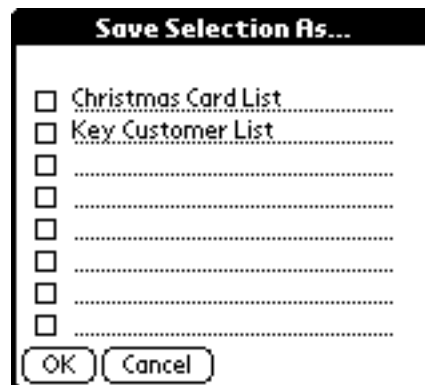 Save Selection As...
Christmas Card List
Key Customer List
OK Cancel